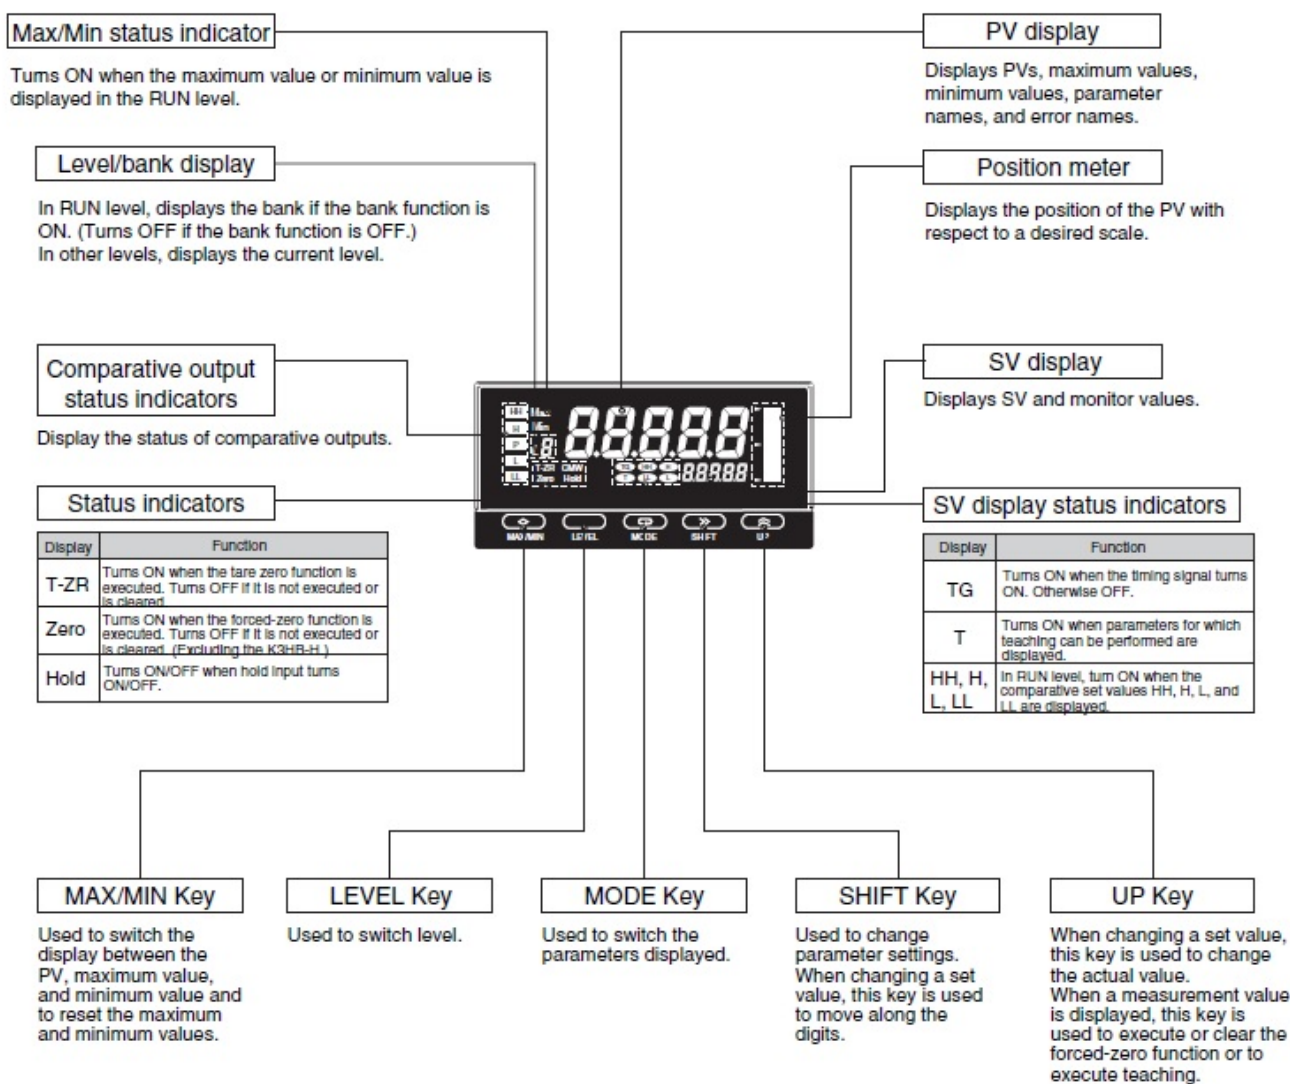 Max/Min status indicator
Turns ON when the maximum value or minimum value is
displayed in the RUN level.
Level/bank display
In RUN level, displays the bank if the bank function is
ON. (Turns OFF if the bank function is OFF.)
In other levels, displays the current level.
Comparative output
status indicators
Display the status of comparative outputs.
Status indicators
Display Function
T-ZR Turns ON when the tare zero function is
executed. Turns OFF if it is not executed or
is cleared.
Zero Turns ON when the forced-zero function is
executed. Turns OFF if it is not executed or
is cleared. (Excluding the K3HB-H.)
Hold Turns ON/OFF when hold input turns
ON/OFF.
PV display
Displays PVs, maximum values,
minimum values, parameter
names, and error names.
Position meter
Displays the position of the PV with
respect to a desired scale.
SV display
Displays SV and monitor values.
SV display status indicators
Display Function
TG Turns ON when the timing signal turns
ON. Otherwise OFF.
T Turns ON when parameters for which
teaching can be performed are
displayed.
HH, H, L, LL In RUN level, turn ON when the
comparative set values HH, H, L, and
LL are displayed.
HH Max
H Min
P
L
LL
8.8.8.8.8
8
T-ZR CMW
Zero Hold
TG HH H
T LL L
8.8.8.8.8
MAX/MIN LEVEL MODE SHIFT UP
MAX/MIN Key
Used to switch the
display between the
PV, maximum value,
and minimum value and
to reset the maximum
and minimum values.
LEVEL Key
Used to switch level.
MODE Key
Used to switch the
parameters displayed.
SHIFT Key
Used to change
parameter settings.
When changing a set
value, this key is used
to move along the
digits.
UP Key
When changing a set value,
this key is used to change
the actual value.
When a measurement value
is displayed, this key is
used to execute or clear the
forced-zero function or to
execute teaching.